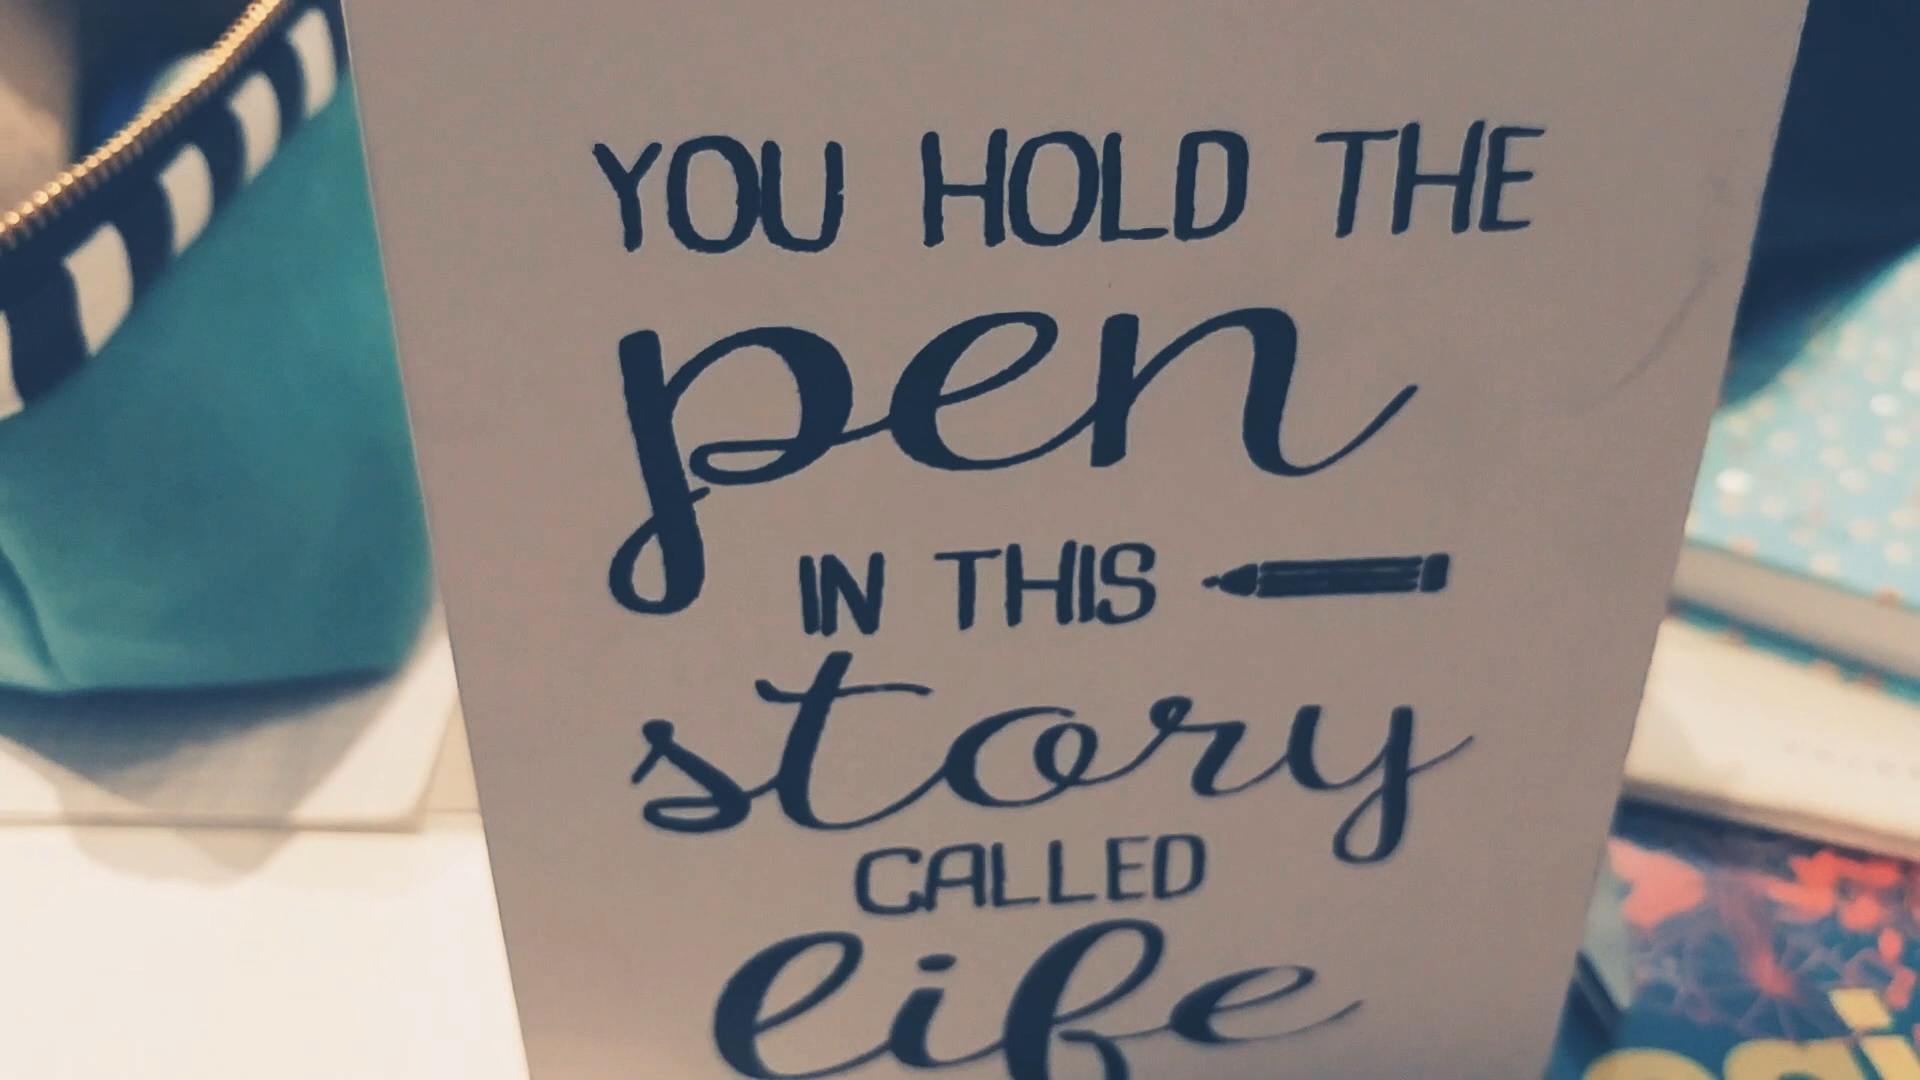 YOU HOLD THE
pen
IN THIS
story
CALLED
life